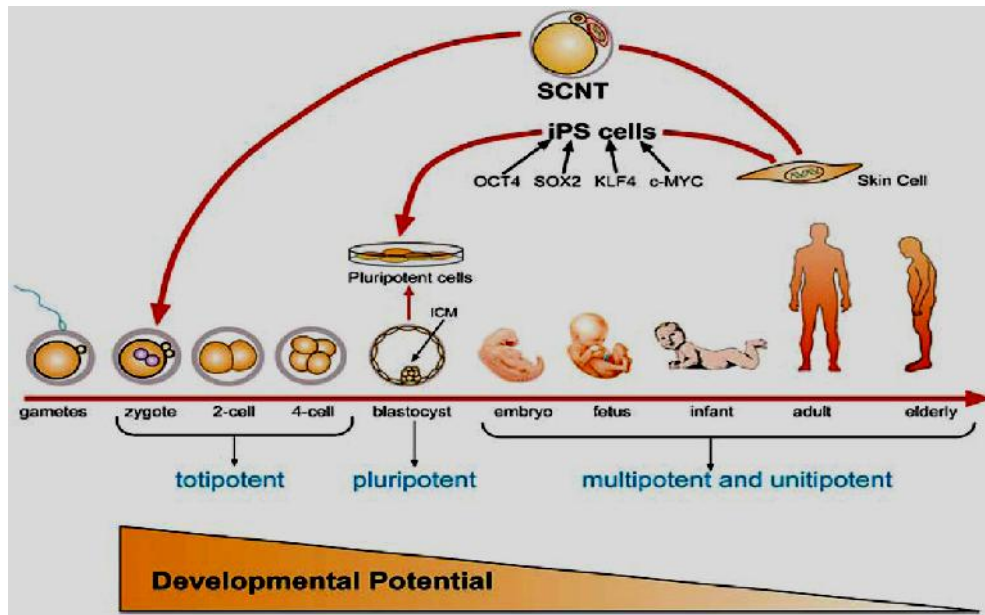 SCNT
iPS cells
OCT4 SOX2 KLF4 c-MYC
Skin Cell
Pluripotent cells
ICM
gametes zygote 2-cell 4-cell blastocyst embryo fetus infant adult elderly
totipotent pluripotent multipotent and unitipotent
Developmental Potential